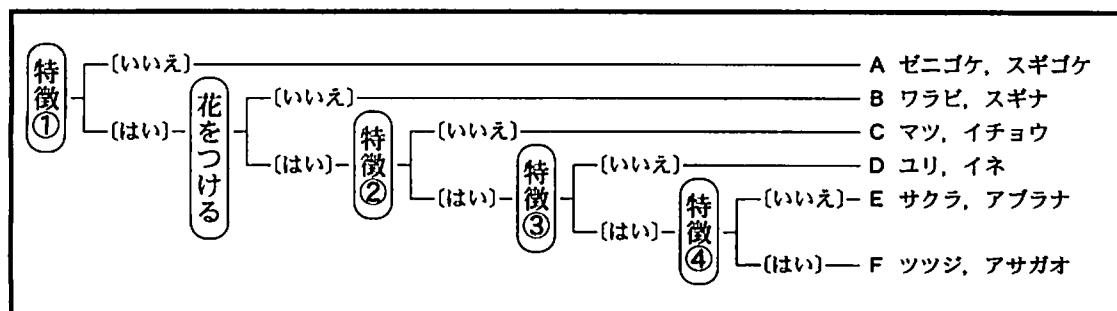 特徴①
〔いいえ〕
〔はい〕
花をつける
〔いいえ〕
〔はい〕
特徴②
〔いいえ〕
〔はい〕
特徴③
〔いいえ〕
〔はい〕
特徴④
〔いいえ〕
〔はい〕
A ゼニゴケ，スギゴケ
B ワラビ，スギナ
C マツ，イチョウ
D ユリ，イネ
E サクラ，アブラナ
F ツツジ，アサガオ